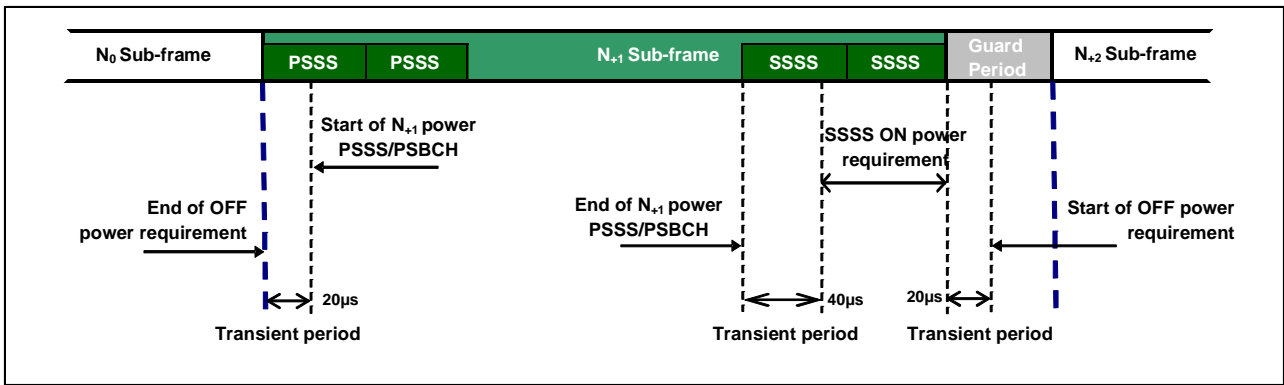 N₀ Sub-frame
PSSS
PSSS
N₊₁ Sub-frame
SSSS
SSSS
Guard
Period
N₊₂ Sub-frame
Start of N₊₁ power
PSSS/PSBCH
SSSS ON power
requirement
End of OFF
power requirement
End of N₊₁ power
PSSS/PSBCH
Start of OFF power
requirement
20µs
40µs
20µs
Transient period
Transient period
Transient period